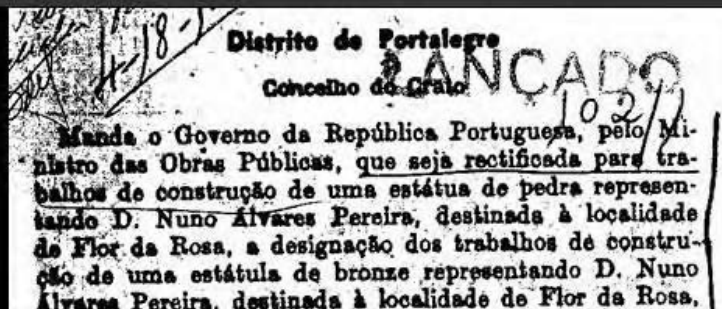 Distrito de Portalegre
LANÇADO
Concelho do Crato
102/1
Manda o Governo da República Portuguesa, pelo Mi-
nistro das Obras Públicas, que seja rectificada para tra-
balhos de construção de uma estátua de pedra represen-
tando D. Nuno Álvares Pereira, destinada à localidade
de Flor da Rosa, a designação dos trabalhos de constru-
ção de uma estátula de bronze representando D. Nuno
Álvares Pereira, destinada à localidade de Flor da Rosa,